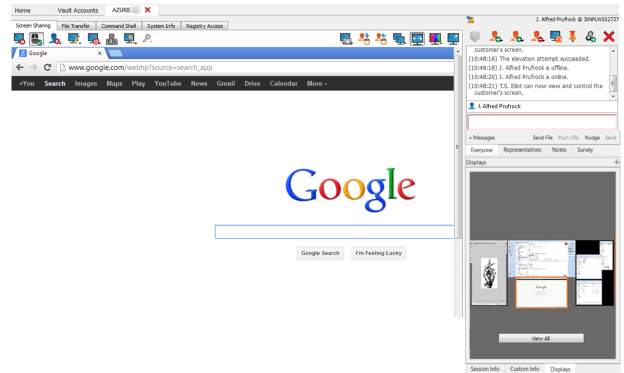 Home Vault Accounts AZURE
J. Alfred Prufrock @ JXNPLWS02737
Screen Sharing File Transfer Command Shell System Info Registry Access
Google
www.google.com/webhp?source=search_app
+You Search Images Maps Play YouTube News Gmail Drive Calendar More
Google
Google Search I'm Feeling Lucky
customer's screen.
(10:48:16) The elevation attempt succeeded.
(10:48:18) J. Alfred Prufrock is offline.
(10:48:20) J. Alfred Prufrock is online.
(10:48:21) T.S. Eliot can now view and control the
customer's screen.
J. Alfred Prufrock
« Messages Send File Push URL Nudge Send
Everyone Representatives Notes Survey
Displays
View All
Session Info Custom Info Displays